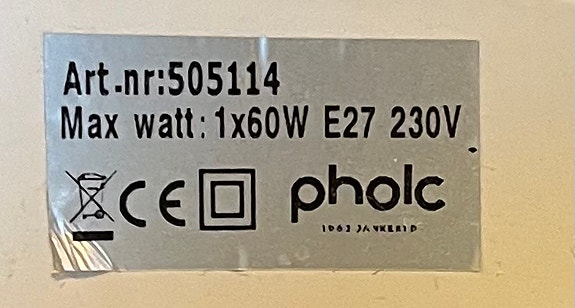 Art.nr:505114
Max watt: 1x60W E27 230V
CE pholc